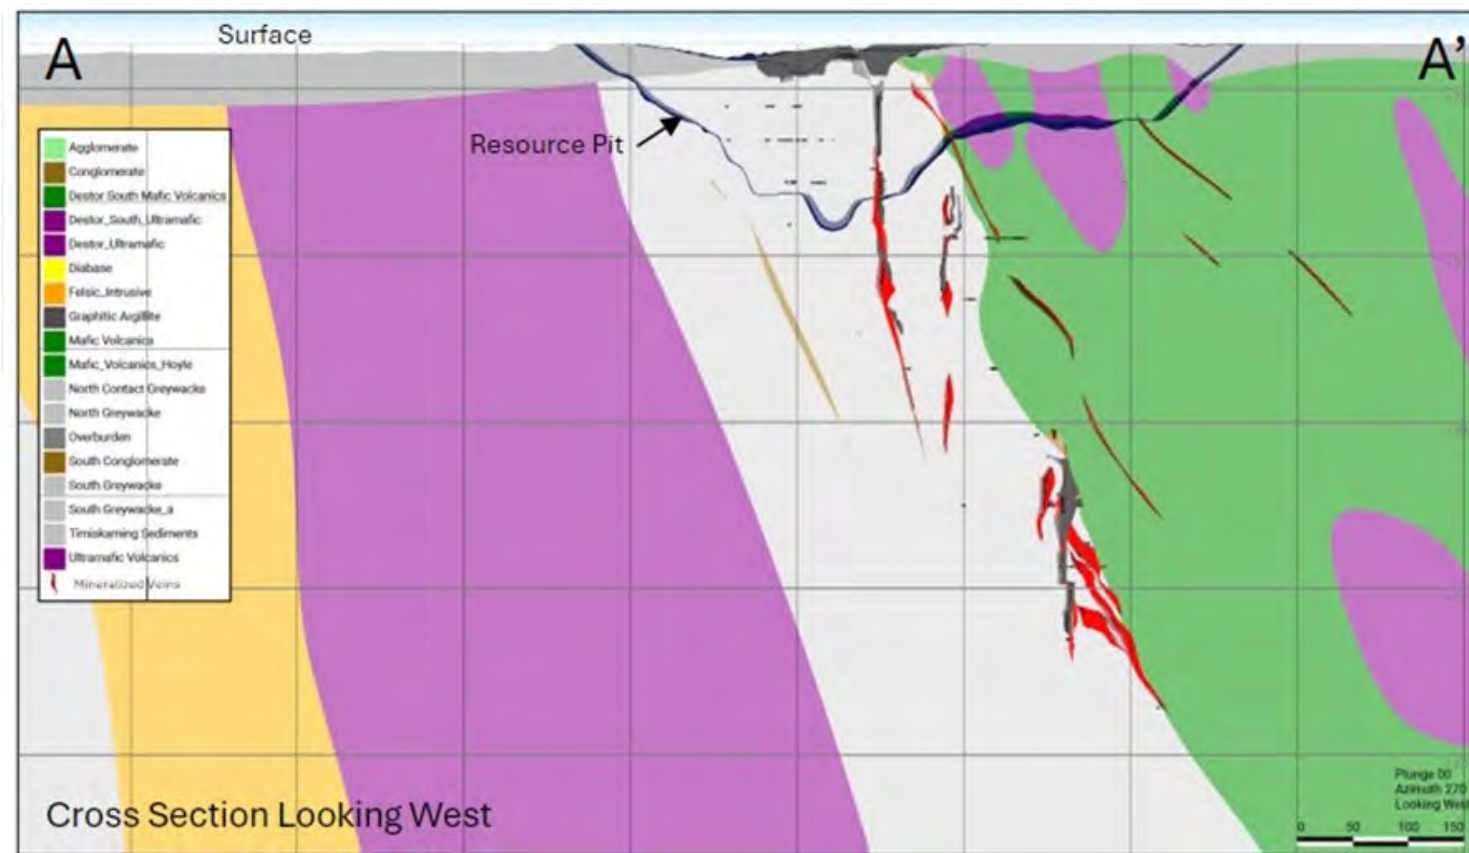 Surface
A
A’
Resource Pit
Agglomerate
Conglomerate
Destor South Mafic Volcanics
Destor_South_Ultramafic
Destor_Ultramafic
Diabase
Felsic_Intrusive
Graphitic Argillite
Mafic Volcanics
Mafic_Volcanics_Hoyle
North Contact Greywacke
North Greywacke
Overburden
South Conglomerate
South Greywacke
South Greywacke_a
Timiskaming Sediments
Ultramafic Volcanics
Mineralized Veins
Plunge 00
Azimuth 270
Looking West
0 50 100 150
Cross Section Looking West